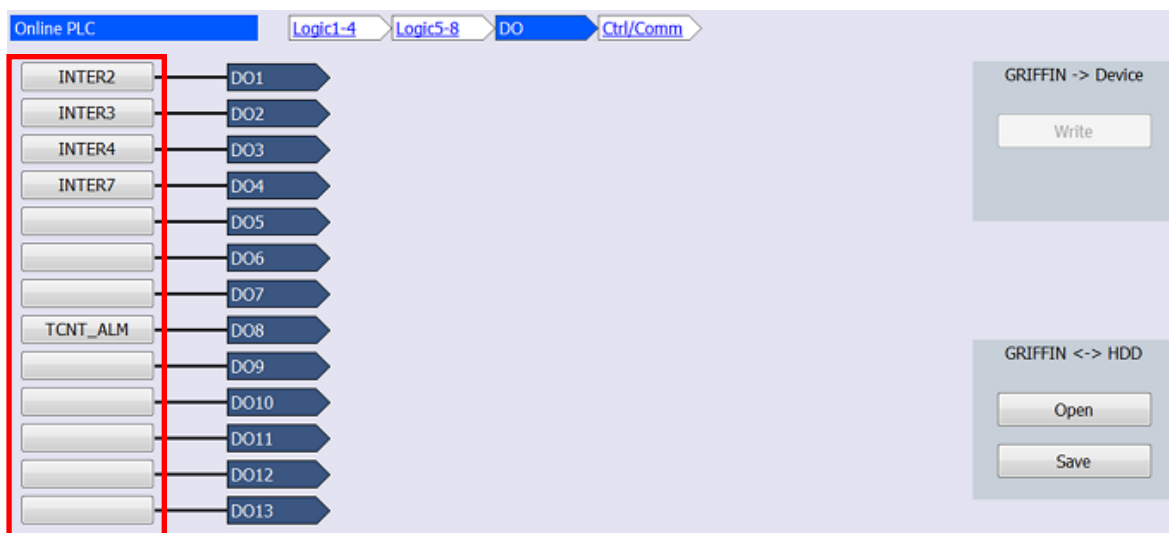 Online PLC Logic1-4 Logic5-8 DO Ctrl/Comm
INTER2 DO1
INTER3 DO2
INTER4 DO3
INTER7 DO4
DO5
DO6
DO7
TCNT_ALM DO8
DO9
DO10
DO11
DO12
DO13
GRIFFIN -> Device
Write
GRIFFIN <-> HDD
Open
Save